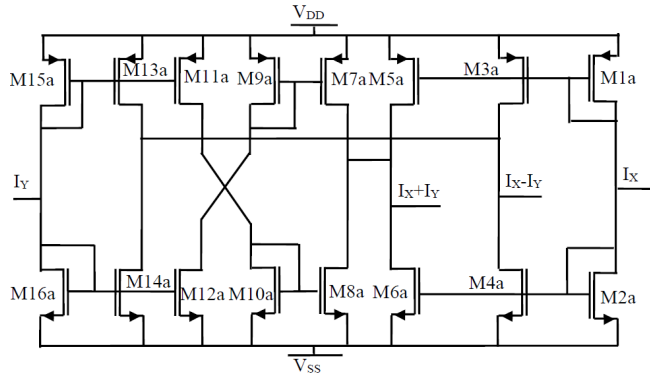 VDD
M15a M13a M11a M9a M7a M5a M3a M1a
IY IX+IY IX-IY IX
M16a M14a M12a M10a M8a M6a M4a M2a
VSS